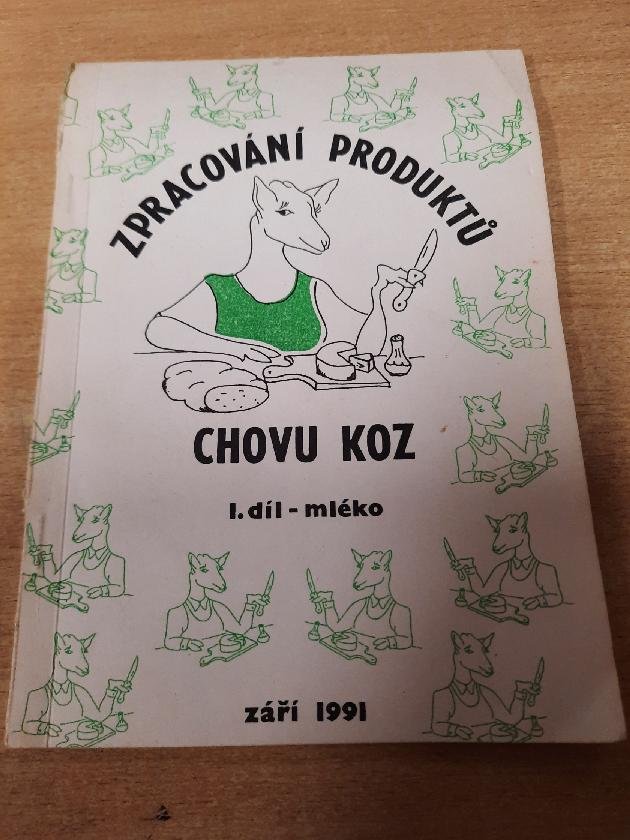 ZPRACOVÁNÍ PRODUKTŮ
CHOVU KOZ
I. díl - mléko
září 1991